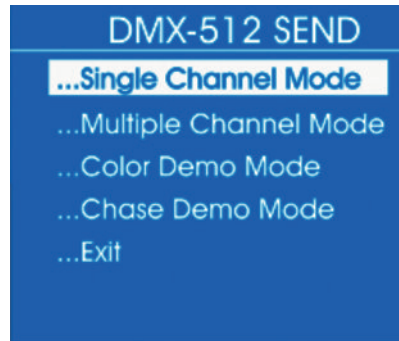 DMX-512 SEND
...Single Channel Mode
...Multiple Channel Mode
...Color Demo Mode
...Chase Demo Mode
...Exit